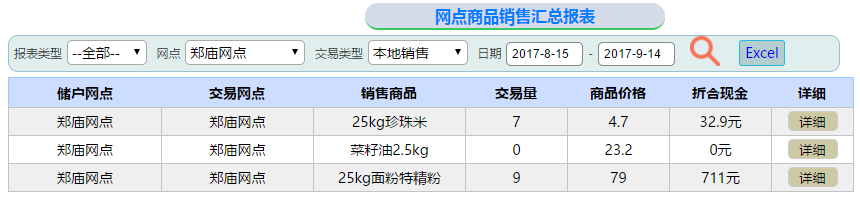 网点商品销售汇总报表
报表类型 --全部-- 网点 郑庙网点 交易类型 本地销售 日期 2017-8-15 - 2017-9-14 Excel
储户网点 交易网点 销售商品 交易量 商品价格 折合现金 详细
郑庙网点 郑庙网点 25kg珍珠米 7 4.7 32.9元 详细
郑庙网点 郑庙网点 菜籽油2.5kg 0 23.2 0元 详细
郑庙网点 郑庙网点 25kg面粉特精粉 9 79 711元 详细